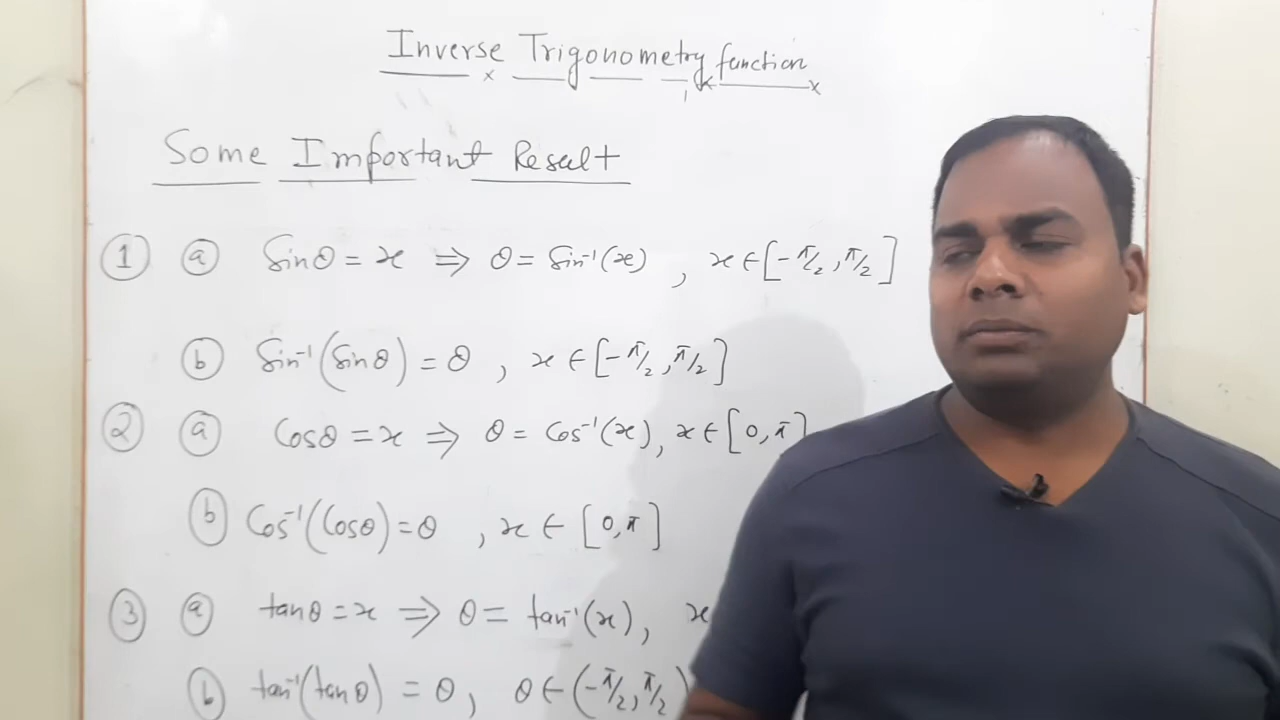 Inverse Trigonometry function
Some Important Result
① ⓐ Sinθ = x ⇒ θ = Sin⁻¹(x) , x ∈ [-π/2, π/2]
ⓑ Sin⁻¹(Sinθ) = θ , x ∈ [-π/2, π/2]
② ⓐ Cosθ = x ⇒ θ = Cos⁻¹(x), x ∈ [0, π]
ⓑ Cos⁻¹(Cosθ) = θ , x ∈ [0, π]
③ ⓐ tanθ = x ⇒ θ = tan⁻¹(x), x
ⓑ tan⁻¹(tanθ) = θ, θ ∈ (-π/2, π/2)